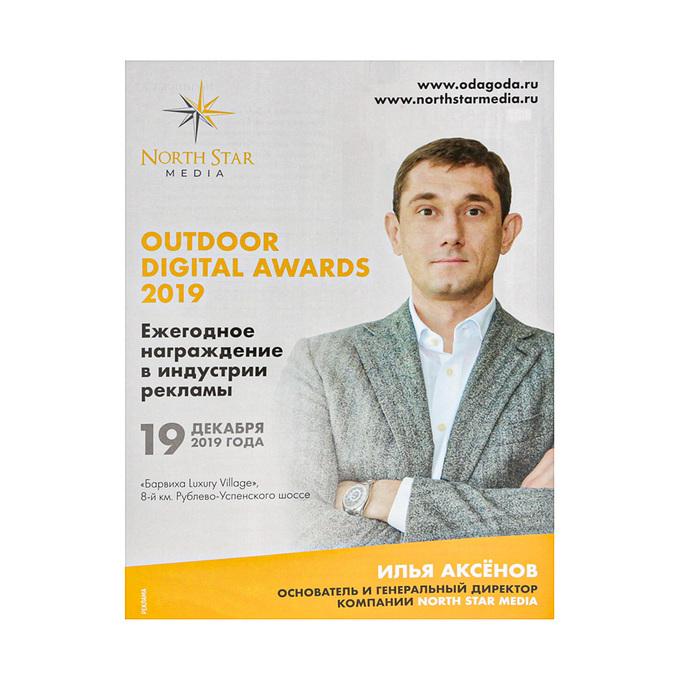 www.odagoda.ru
www.northstarmedia.ru
NORTH STAR
MEDIA
OUTDOOR
DIGITAL AWARDS
2019
Ежегодное
награждение
в индустрии
рекламы
19 ДЕКАБРЯ
2019 ГОДА
«Барвиха Luxury Village»,
8-й км. Рублево-Успенского шоссе
ИЛЬЯ АКСЁНОВ
ОСНОВАТЕЛЬ И ГЕНЕРАЛЬНЫЙ ДИРЕКТОР
КОМПАНИИ NORTH STAR MEDIA
РЕКЛАМА